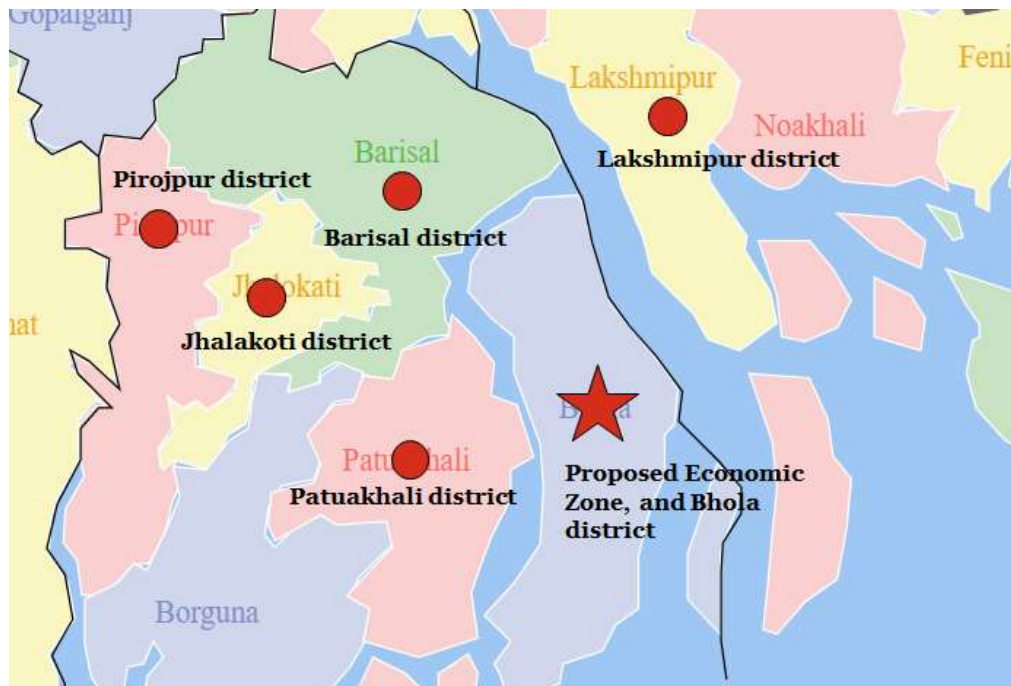 Gopalganj
Feni
Lakshmipur
Noakhali
Lakshmipur district
Barisal
Pirojpur district
Barisal district
Jhalakoti district
Patuakhali district
Proposed Economic
Zone, and Bhola
district
Borguna